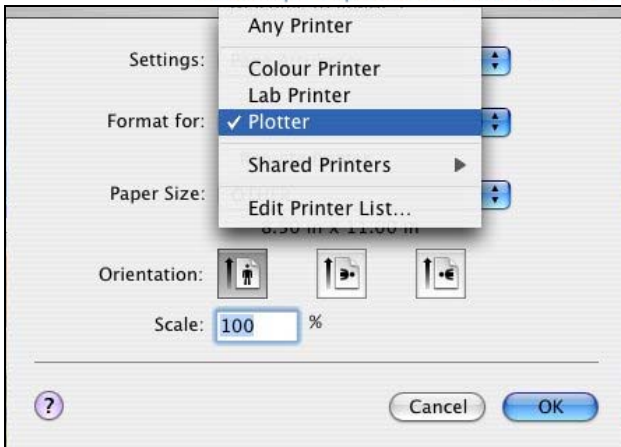 Any Printer
Settings:
Colour Printer
Lab Printer
Format for: ✓ Plotter
Shared Printers
Paper Size:
Edit Printer List...
Orientation:
Scale: 100 %
? Cancel OK